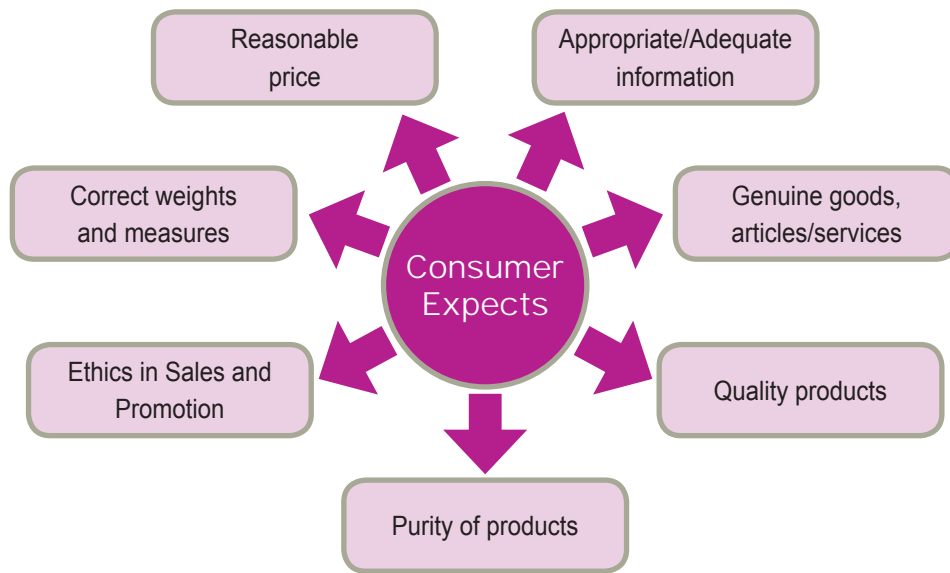 Reasonable
price
Appropriate/Adequate
information
Correct weights
and measures
Genuine goods,
articles/services
Consumer
Expects
Ethics in Sales and
Promotion
Quality products
Purity of products